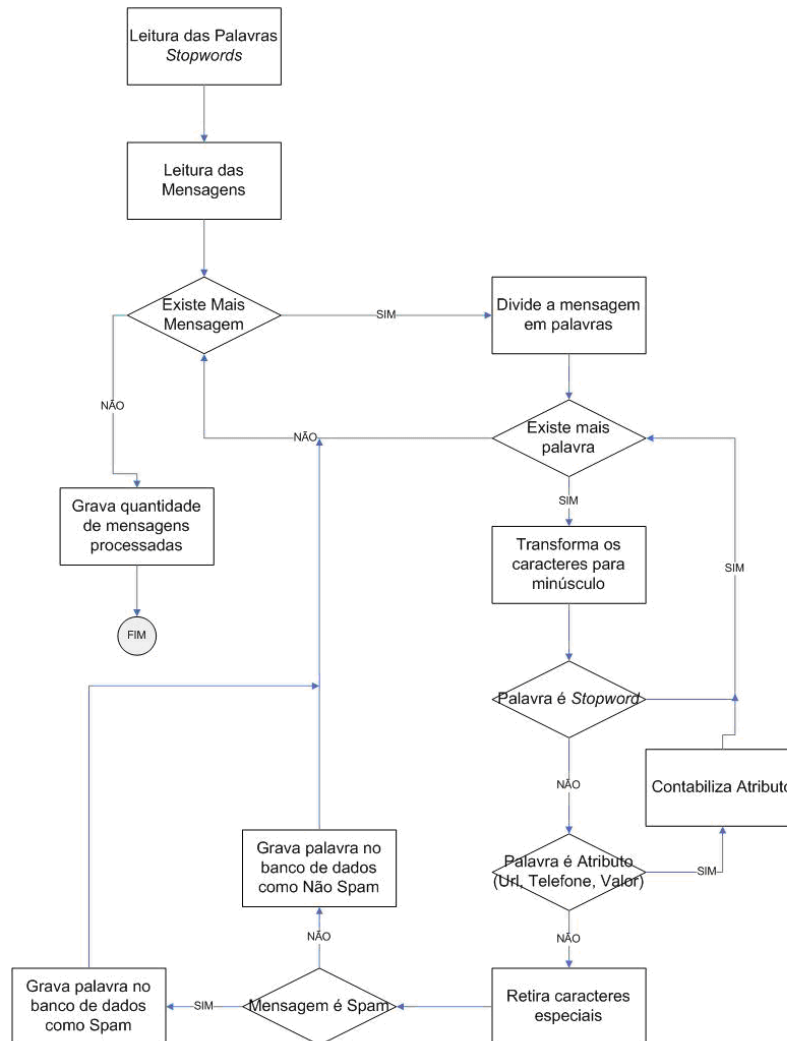 Leitura das Palavras
Stopwords
Leitura das
Mensagens
Existe Mais
Mensagem
SIM
Divide a mensagem
em palavras
NÃO
Existe mais
palavra
NÃO
SIM
Grava quantidade
de mensagens
processadas
Transforma os
caracteres para
minúsculo
SIM
FIM
Palavra é Stopword
NÃO
Contabiliza Atributo
Grava palavra no
banco de dados
como Não Spam
Palavra é Atributo
(Url, Telefone, Valor)
SIM
NÃO
NÃO
Grava palavra no
banco de dados
como Spam
SIM
Mensagem é Spam
Retira caracteres
especiais